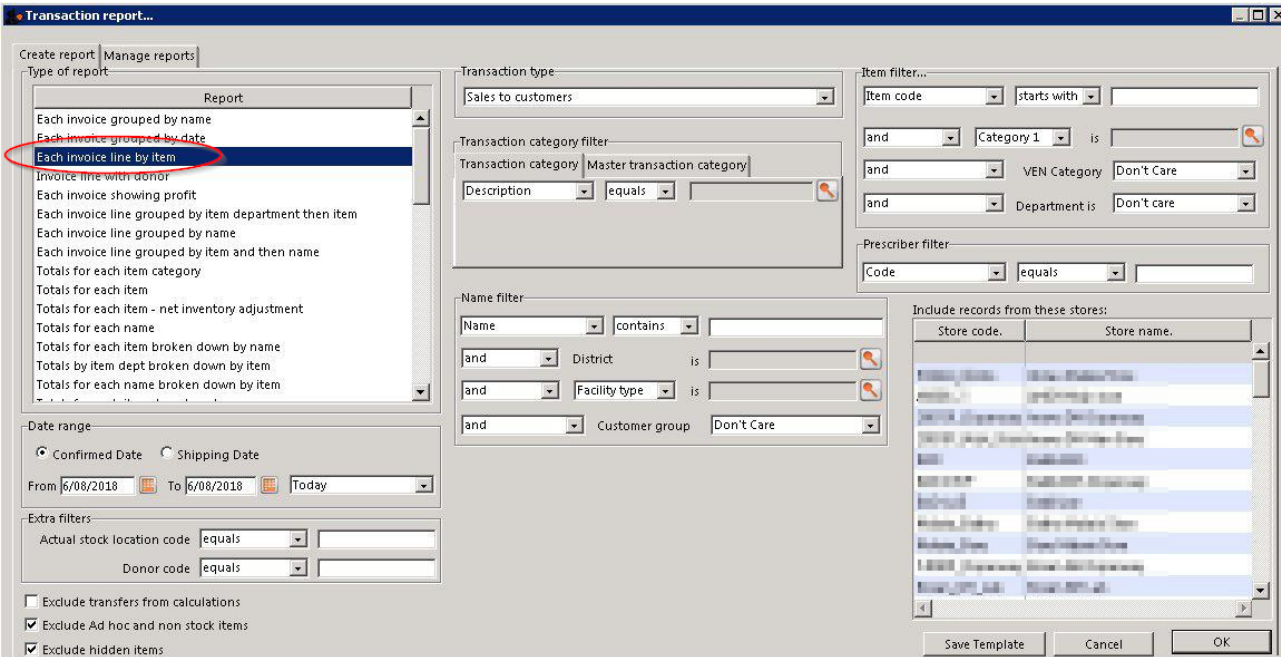 Transaction report...
Create report
Manage reports
Type of report
Report
Each invoice grouped by name
Each invoice grouped by date
Each invoice line by item
Invoice line with donor
Each invoice showing profit
Each invoice line grouped by item department then item
Each invoice line grouped by name
Each invoice line grouped by item and then name
Totals for each item category
Totals for each item
Totals for each item - net inventory adjustment
Totals for each name
Totals for each item broken down by name
Totals by item dept broken down by item
Totals for each name broken down by item
Date range
Confirmed Date
Shipping Date
From 6/08/2018
To 6/08/2018
Today
Extra filters
Actual stock location code equals
Donor code equals
Exclude transfers from calculations
Exclude Ad hoc and non stock items
Exclude hidden items
Transaction type
Sales to customers
Transaction category filter
Transaction category
Master transaction category
Description equals
Name filter
Name contains
and District is
and Facility type is
and Customer group Don't Care
Item filter...
Item code starts with
and Category 1 is
and VEN Category Don't Care
and Department is Don't care
Prescriber filter
Code equals
Include records from these stores:
Store code. Store name.
Save Template
Cancel
OK